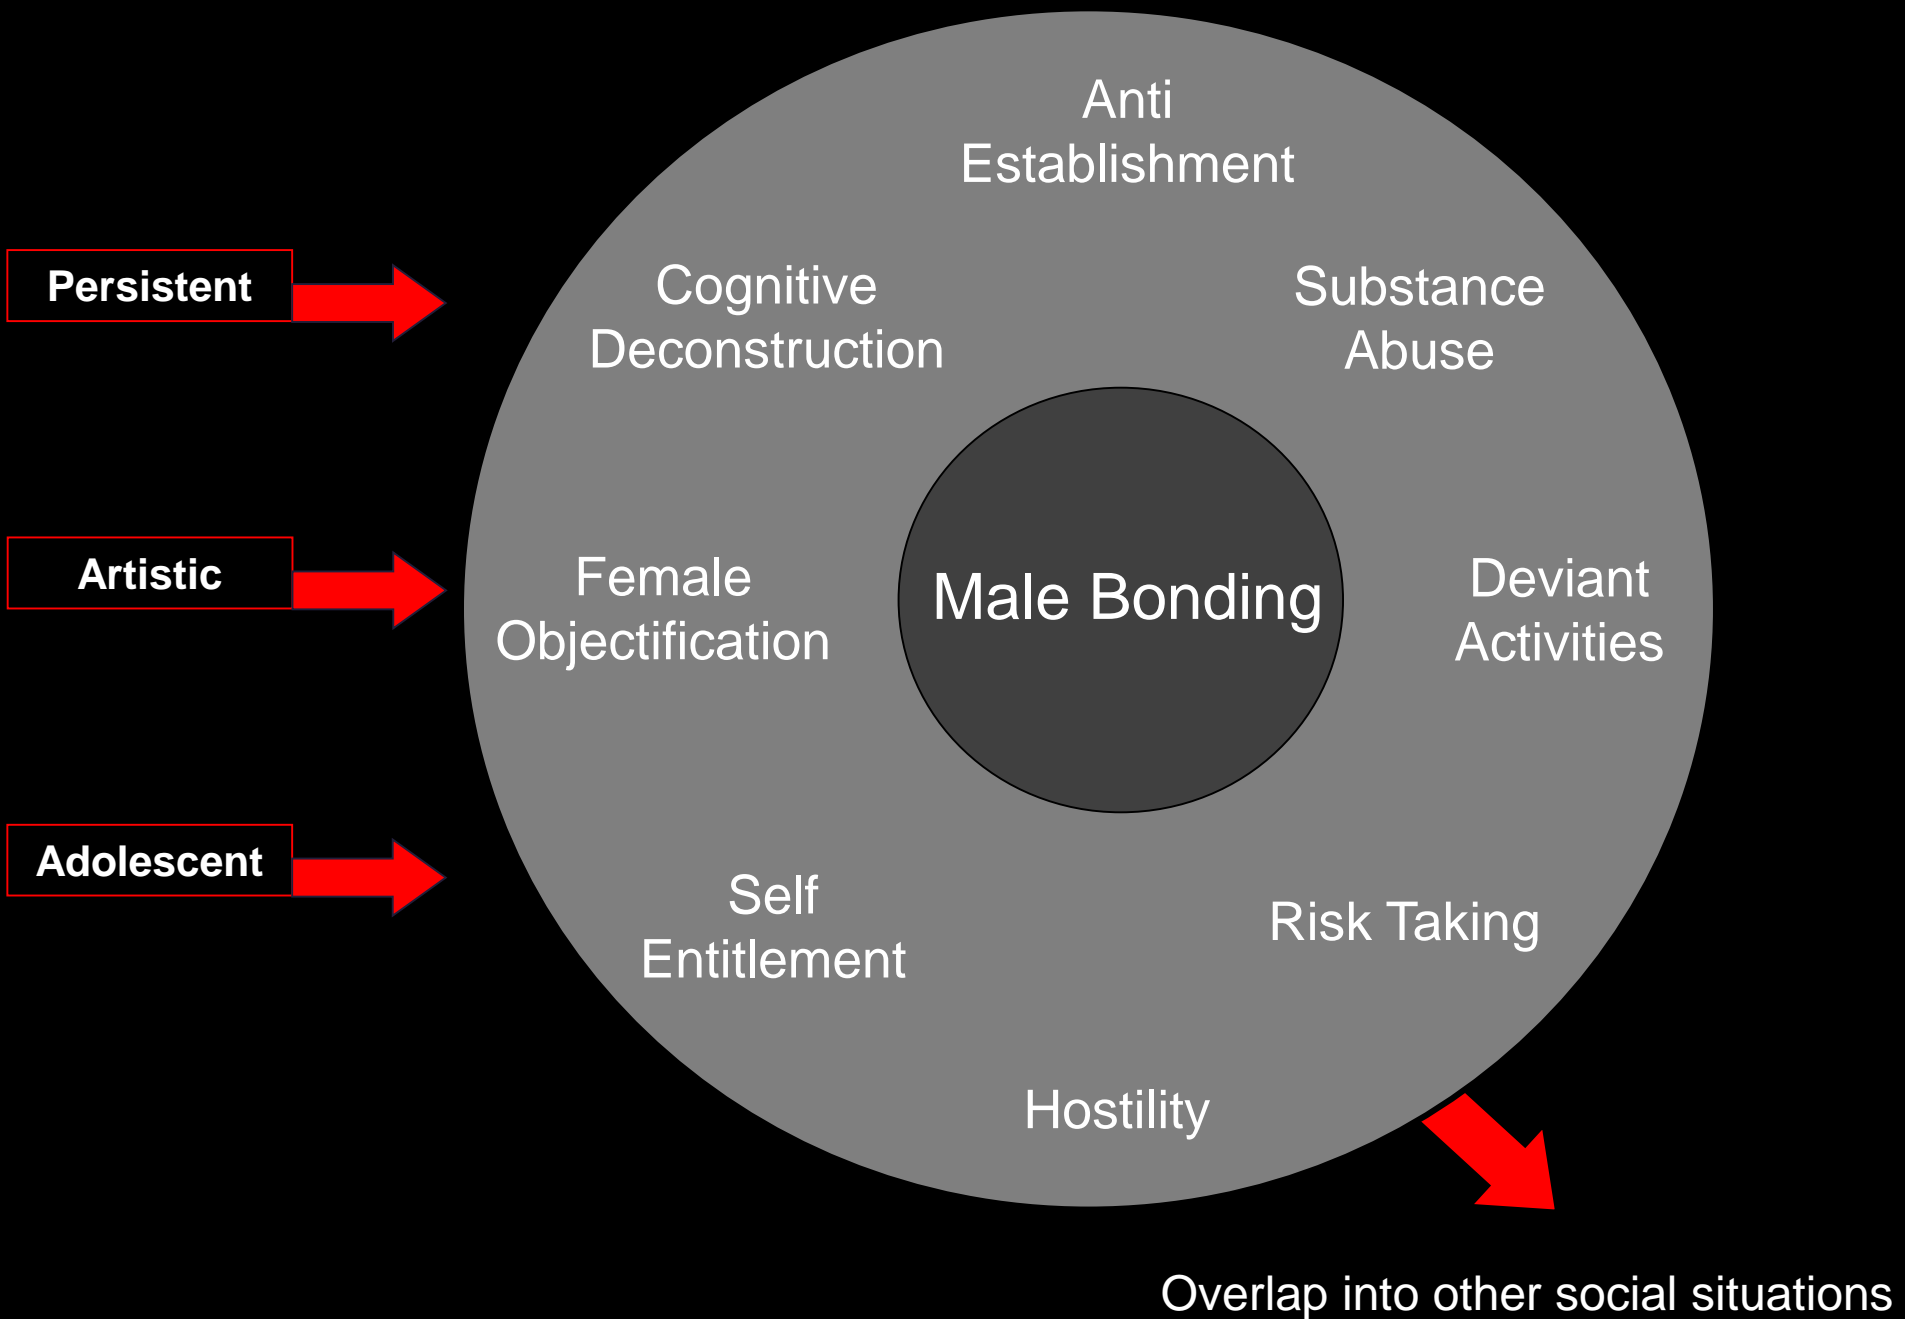 Anti
Establishment
Persistent
Cognitive
Deconstruction
Substance
Abuse
Artistic
Female
Objectification
Male Bonding
Deviant
Activities
Adolescent
Self
Entitlement
Risk Taking
Hostility
Overlap into other social situations